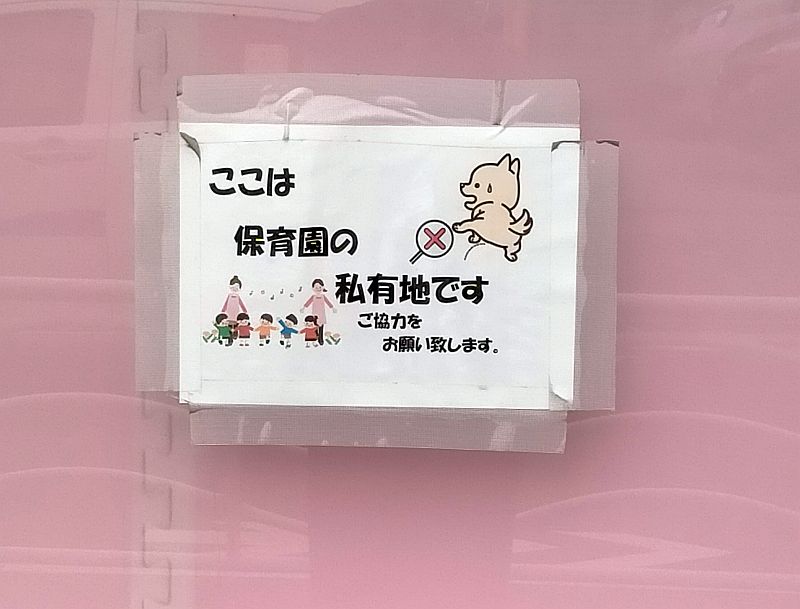 ここは
保育園の
私有地です
ご協力を
お願い致します。